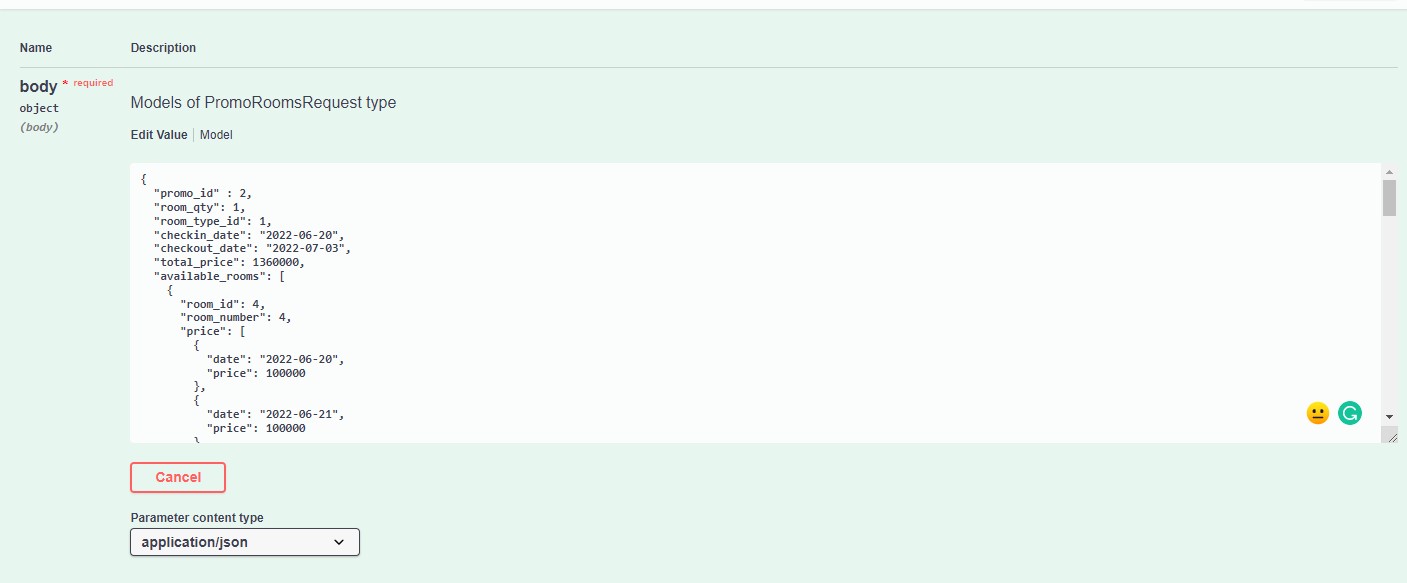 Name Description
body * required
object
(body)
Models of PromoRoomsRequest type
Edit Value | Model
{
  "promo_id" : 2,
  "room_qty": 1,
  "room_type_id": 1,
  "checkin_date": "2022-06-20",
  "checkout_date": "2022-07-03",
  "total_price": 1360000,
  "available_rooms": [
    {
      "room_id": 4,
      "room_number": 4,
      "price": [
        {
          "date": "2022-06-20",
          "price": 100000
        },
        {
          "date": "2022-06-21",
          "price": 100000
        }
Cancel
Parameter content type
application/json